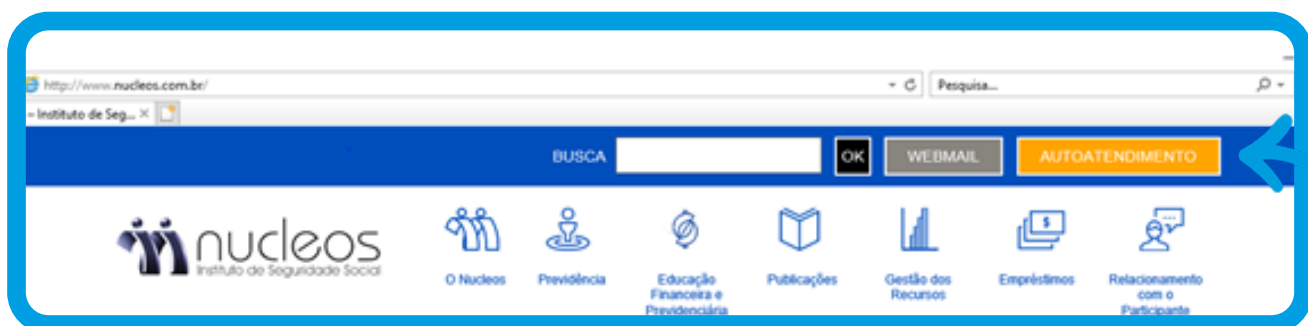 http://www.nucleos.com.br/
Pesquisa...
– Instituto de Seg...
BUSCA
OK
WEBMAIL
AUTOATENDIMENTO
nucleos
Instituto de Seguridade Social
O Nucleos
Previdência
Educação
Financeira e
Previdenciária
Publicações
Gestão dos
Recursos
Empréstimos
Relacionamento
com o
Participante